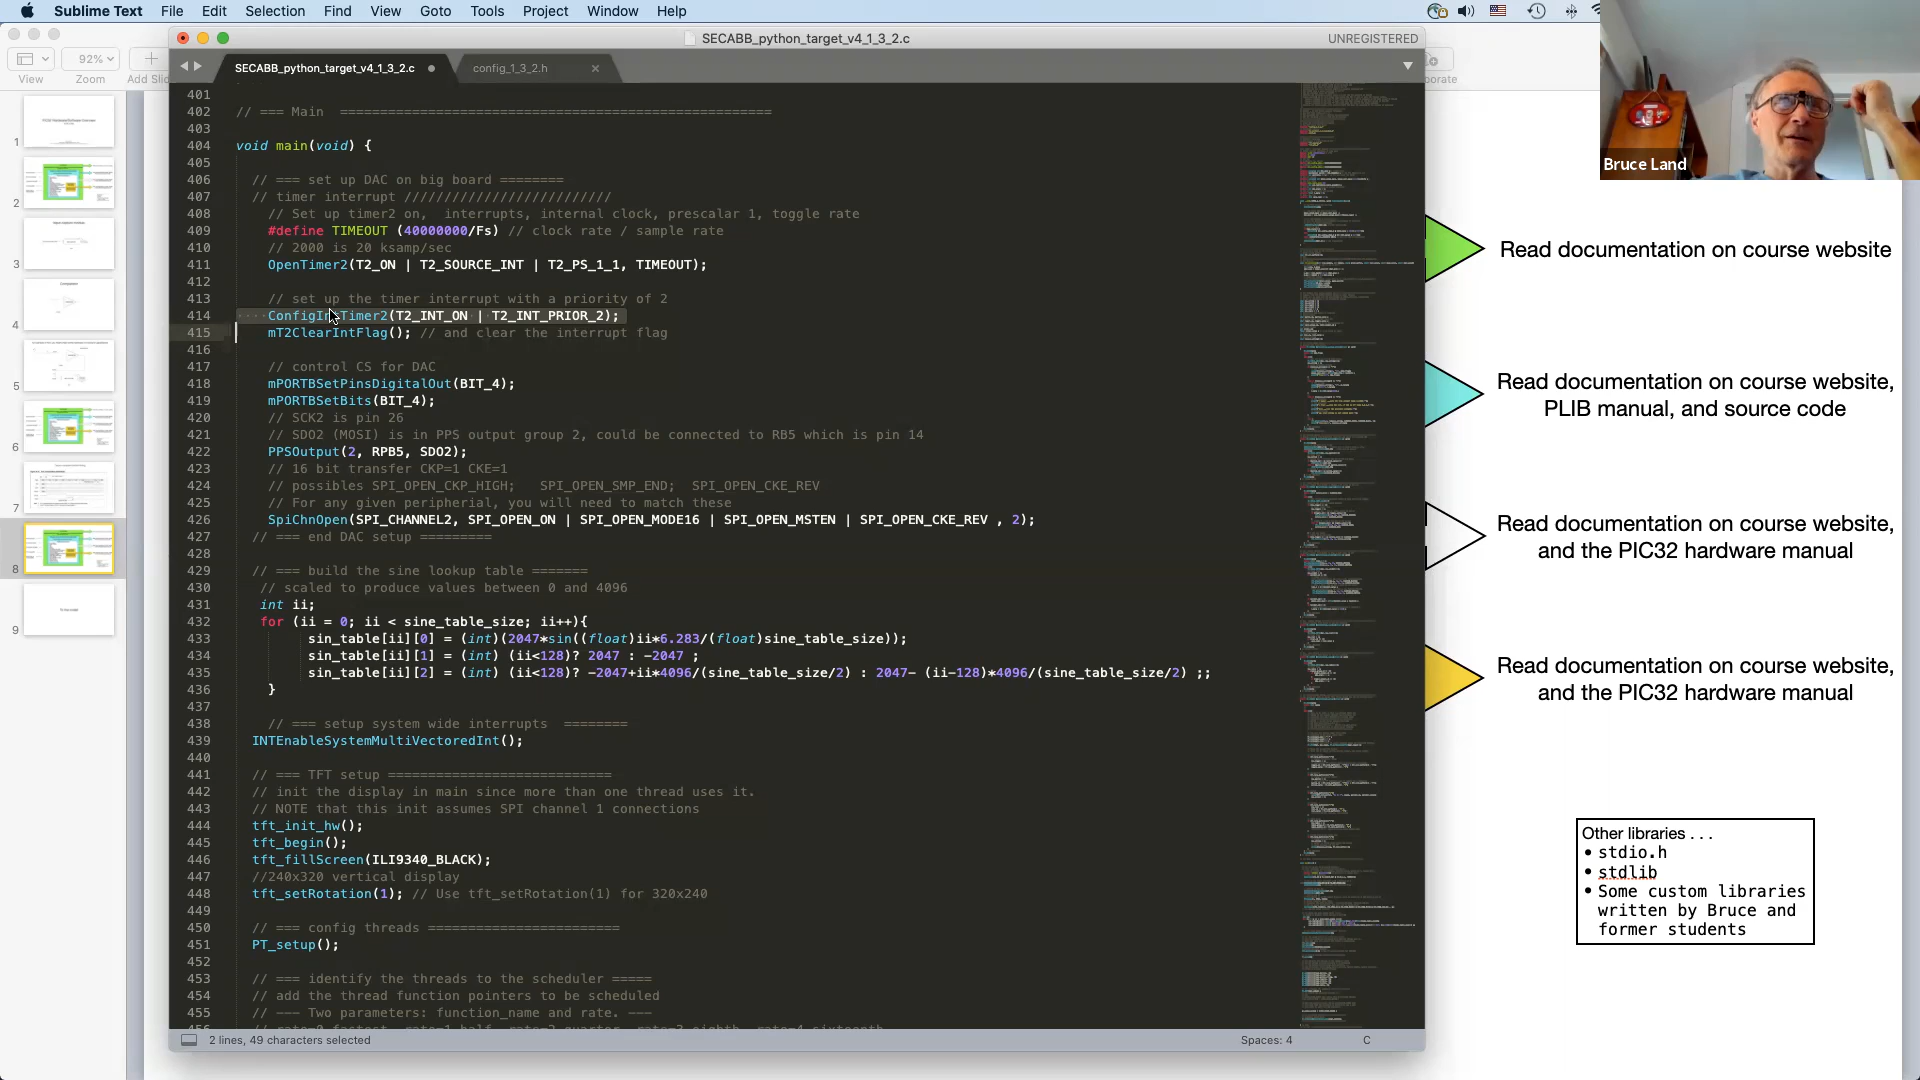 Sublime Text File Edit Selection Find View Goto Tools Project Window Help
SECABB_python_target_v4_1_3_2.c
UNREGISTERED
92%
View Zoom Add Slid
SECABB_python_target_v4_1_3_2.c
config_1_3_2.h
401
402 // === Main ======================================================
403
404 void main(void) {
405
406 // === set up DAC on big board ========
407 // timer interrupt //////////////////////////
408 // Set up timer2 on,  interrupts, internal clock, prescalar 1, toggle rate
409 #define TIMEOUT (40000000/Fs) // clock rate / sample rate
410 // 2000 is 20 ksamp/sec
411 OpenTimer2(T2_ON | T2_SOURCE_INT | T2_PS_1_1, TIMEOUT);
412
413 // set up the timer interrupt with a priority of 2
414 ConfigIntTimer2(T2_INT_ON | T2_INT_PRIOR_2);
415 mT2ClearIntFlag(); // and clear the interrupt flag
416
417 // control CS for DAC
418 mPORTBSetPinsDigitalOut(BIT_4);
419 mPORTBSetBits(BIT_4);
420 // SCK2 is pin 26
421 // SDO2 (MOSI) is in PPS output group 2, could be connected to RB5 which is pin 14
422 PPSOutput(2, RPB5, SDO2);
423 // 16 bit transfer CKP=1 CKE=1
424 // possibles SPI_OPEN_CKP_HIGH;   SPI_OPEN_SMP_END;  SPI_OPEN_CKE_REV
425 // For any given peripherial, you will need to match these
426 SpiChnOpen(SPI_CHANNEL2, SPI_OPEN_ON | SPI_OPEN_MODE16 | SPI_OPEN_MSTEN | SPI_OPEN_CKE_REV , 2);
427 // === end DAC setup =========
428
429 // === build the sine lookup table =======
430 // scaled to produce values between 0 and 4096
431 int ii;
432 for (ii = 0; ii < sine_table_size; ii++){
433 sin_table[ii][0] = (int)(2047*sin((float)ii*6.283/(float)sine_table_size));
434 sin_table[ii][1] = (int) (ii<128)? 2047 : -2047 ;
435 sin_table[ii][2] = (int) (ii<128)? -2047+ii*4096/(sine_table_size/2) : 2047- (ii-128)*4096/(sine_table_size/2) ;;
436 }
437
438 // === setup system wide interrupts  ========
439 INTEnableSystemMultiVectoredInt();
440
441 // === TFT setup ============================
442 // init the display in main since more than one thread uses it.
443 // NOTE that this init assumes SPI channel 1 connections
444 tft_init_hw();
445 tft_begin();
446 tft_fillScreen(ILI9340_BLACK);
447 //240x320 vertical display
448 tft_setRotation(1); // Use tft_setRotation(1) for 320x240
449
450 // === config threads ========================
451 PT_setup();
452
453 // === identify the threads to the scheduler =====
454 // add the thread function pointers to be scheduled
455 // --- Two parameters: function_name and rate. ---
2 lines, 49 characters selected
Spaces: 4
C
1
2
3
4
5
6
7
8
9
Bruce Land
orate
Read documentation on course website
Read documentation on course website,
PLIB manual, and source code
Read documentation on course website,
and the PIC32 hardware manual
Read documentation on course website,
and the PIC32 hardware manual
Other libraries . . .
• stdio.h
• stdlib
• Some custom libraries
written by Bruce and
former students